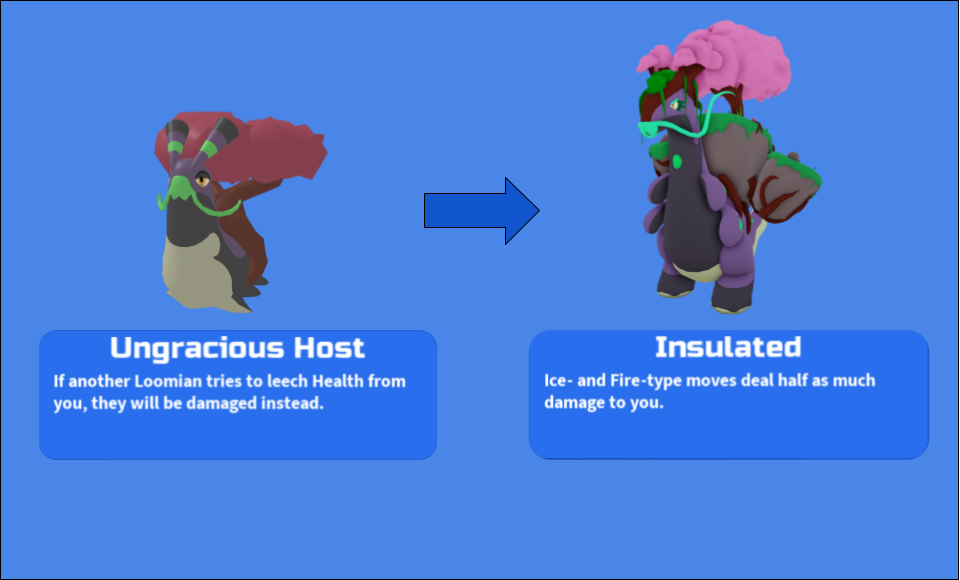 Ungracious Host
If another Loomian tries to leech Health from
you, they will be damaged instead.
Insulated
Ice- and Fire-type moves deal half as much
damage to you.